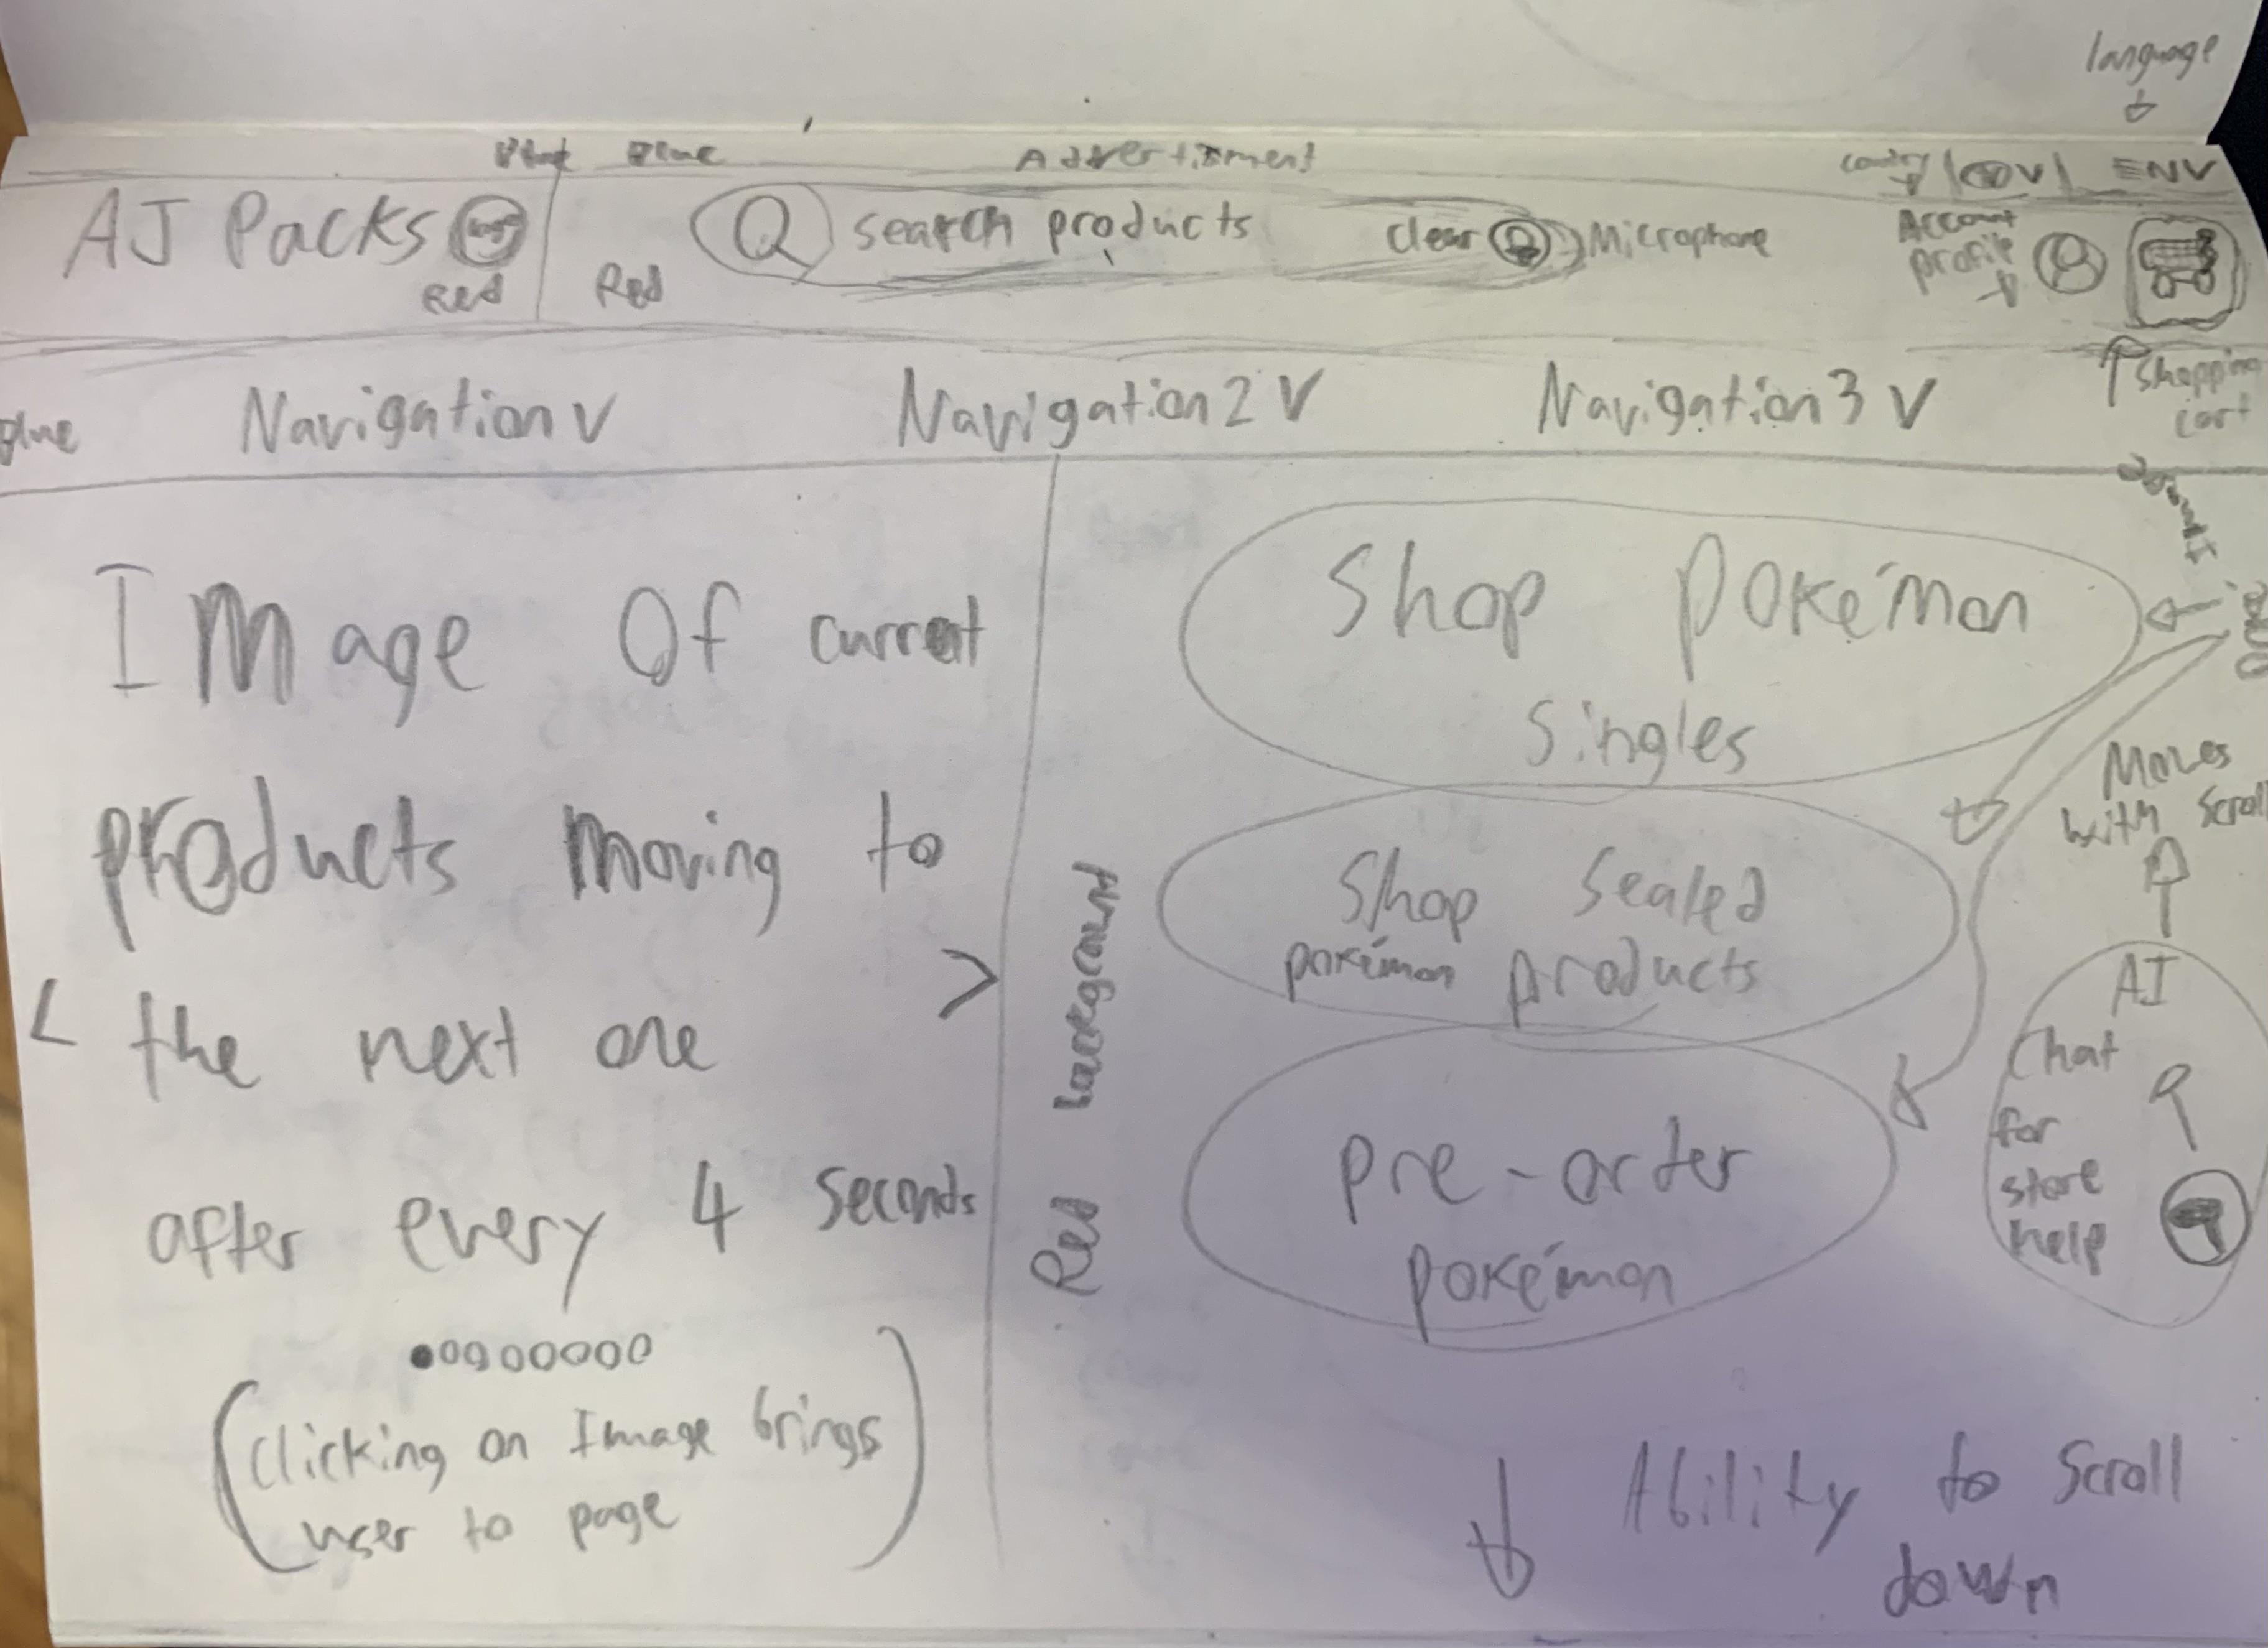 language
Blue Advertisment country V ENV
AJ Packs logo search products clear Microphone Account
profile
Red Red
Shopping
cart
Blue Navigation V Navigation 2 V Navigation 3 V
Image Of current
products moving to
< the next one >
after every 4 seconds
(clicking on Image brings
user to page)
Red background
Shop Pokémon
Singles
Shop Sealed
pokémon products
pre-order
pokémon
Moves
with scroll
AI
Chat
for
store
help
Ability to scroll
down